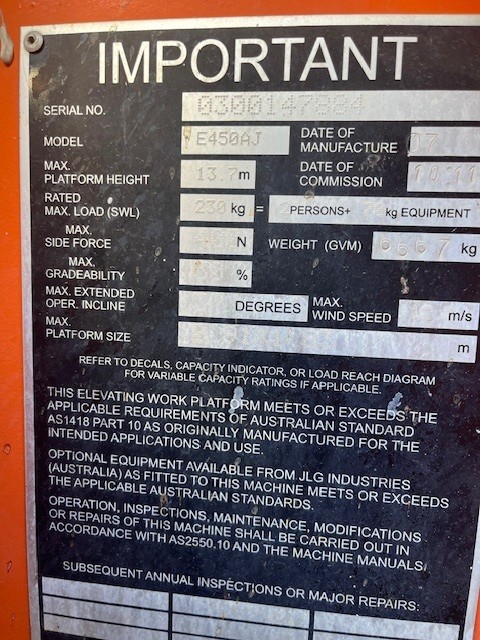 IMPORTANT
SERIAL NO. 0300147884
MODEL E450AJ DATE OF MANUFACTURE 07
MAX. PLATFORM HEIGHT 13.7m DATE OF COMMISSION 10-11
RATED MAX. LOAD (SWL) 230kg = PERSONS+ kg EQUIPMENT
MAX. SIDE FORCE N WEIGHT (GVM) 6667 kg
MAX. GRADEABILITY %
MAX. EXTENDED OPER. INCLINE DEGREES MAX. WIND SPEED m/s
MAX. PLATFORM SIZE m
REFER TO DECALS, CAPACITY INDICATOR, OR LOAD REACH DIAGRAM
FOR VARIABLE CAPACITY RATINGS IF APPLICABLE.
THIS ELEVATING WORK PLATFORM MEETS OR EXCEEDS THE
APPLICABLE REQUIREMENTS OF AUSTRALIAN STANDARD
AS1418 PART 10 AS ORIGINALLY MANUFACTURED FOR THE
INTENDED APPLICATIONS AND USE.
OPTIONAL EQUIPMENT AVAILABLE FROM JLG INDUSTRIES
(AUSTRALIA) AS FITTED TO THIS MACHINE MEETS OR EXCEEDS
THE APPLICABLE AUSTRALIAN STANDARDS.
OPERATION, INSPECTIONS, MAINTENANCE, MODIFICATIONS
OR REPAIRS OF THIS MACHINE SHALL BE CARRIED OUT IN
ACCORDANCE WITH AS2550.10 AND THE MACHINE MANUALS.
SUBSEQUENT ANNUAL INSPECTIONS OR MAJOR REPAIRS: